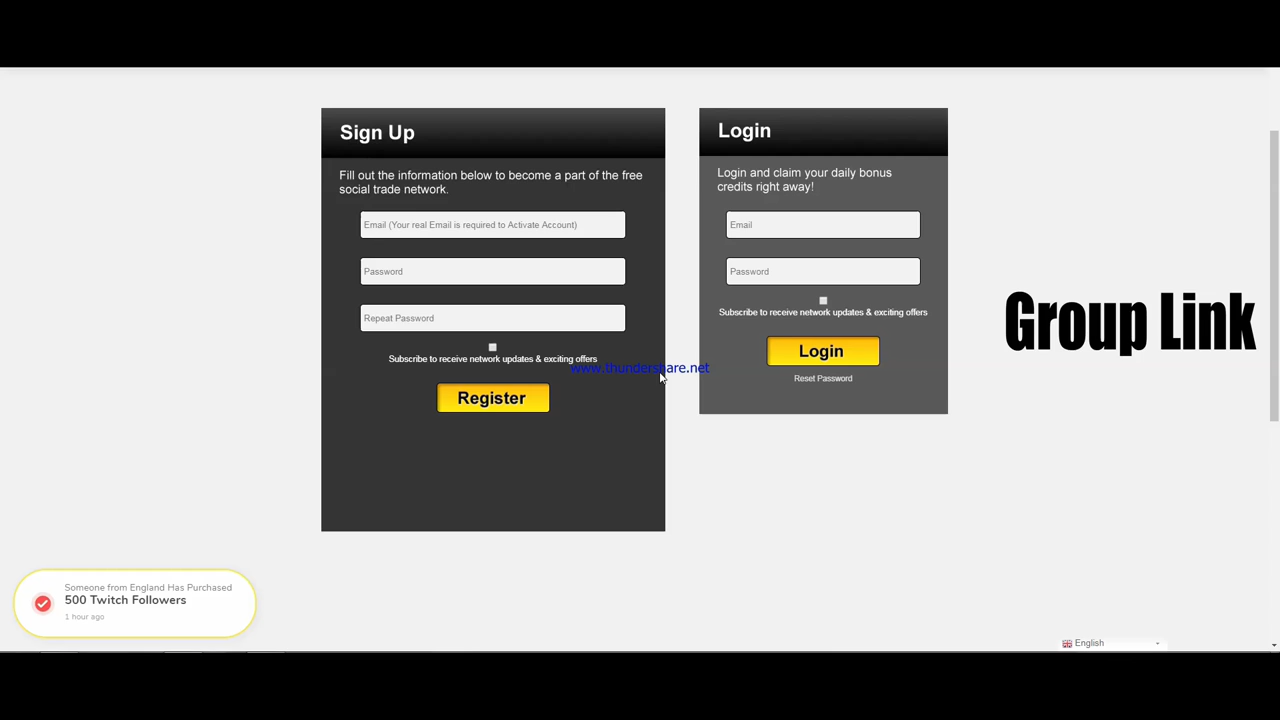 Sign Up
Fill out the information below to become a part of the free
social trade network.
Email (Your real Email is required to Activate Account)
Password
Repeat Password
Subscribe to receive network updates & exciting offers
Register
Login
Login and claim your daily bonus
credits right away!
Email
Password
Subscribe to receive network updates & exciting offers
Login
Reset Password
www.thundershare.net
Group Link
Someone from England Has Purchased
500 Twitch Followers
1 hour ago
English